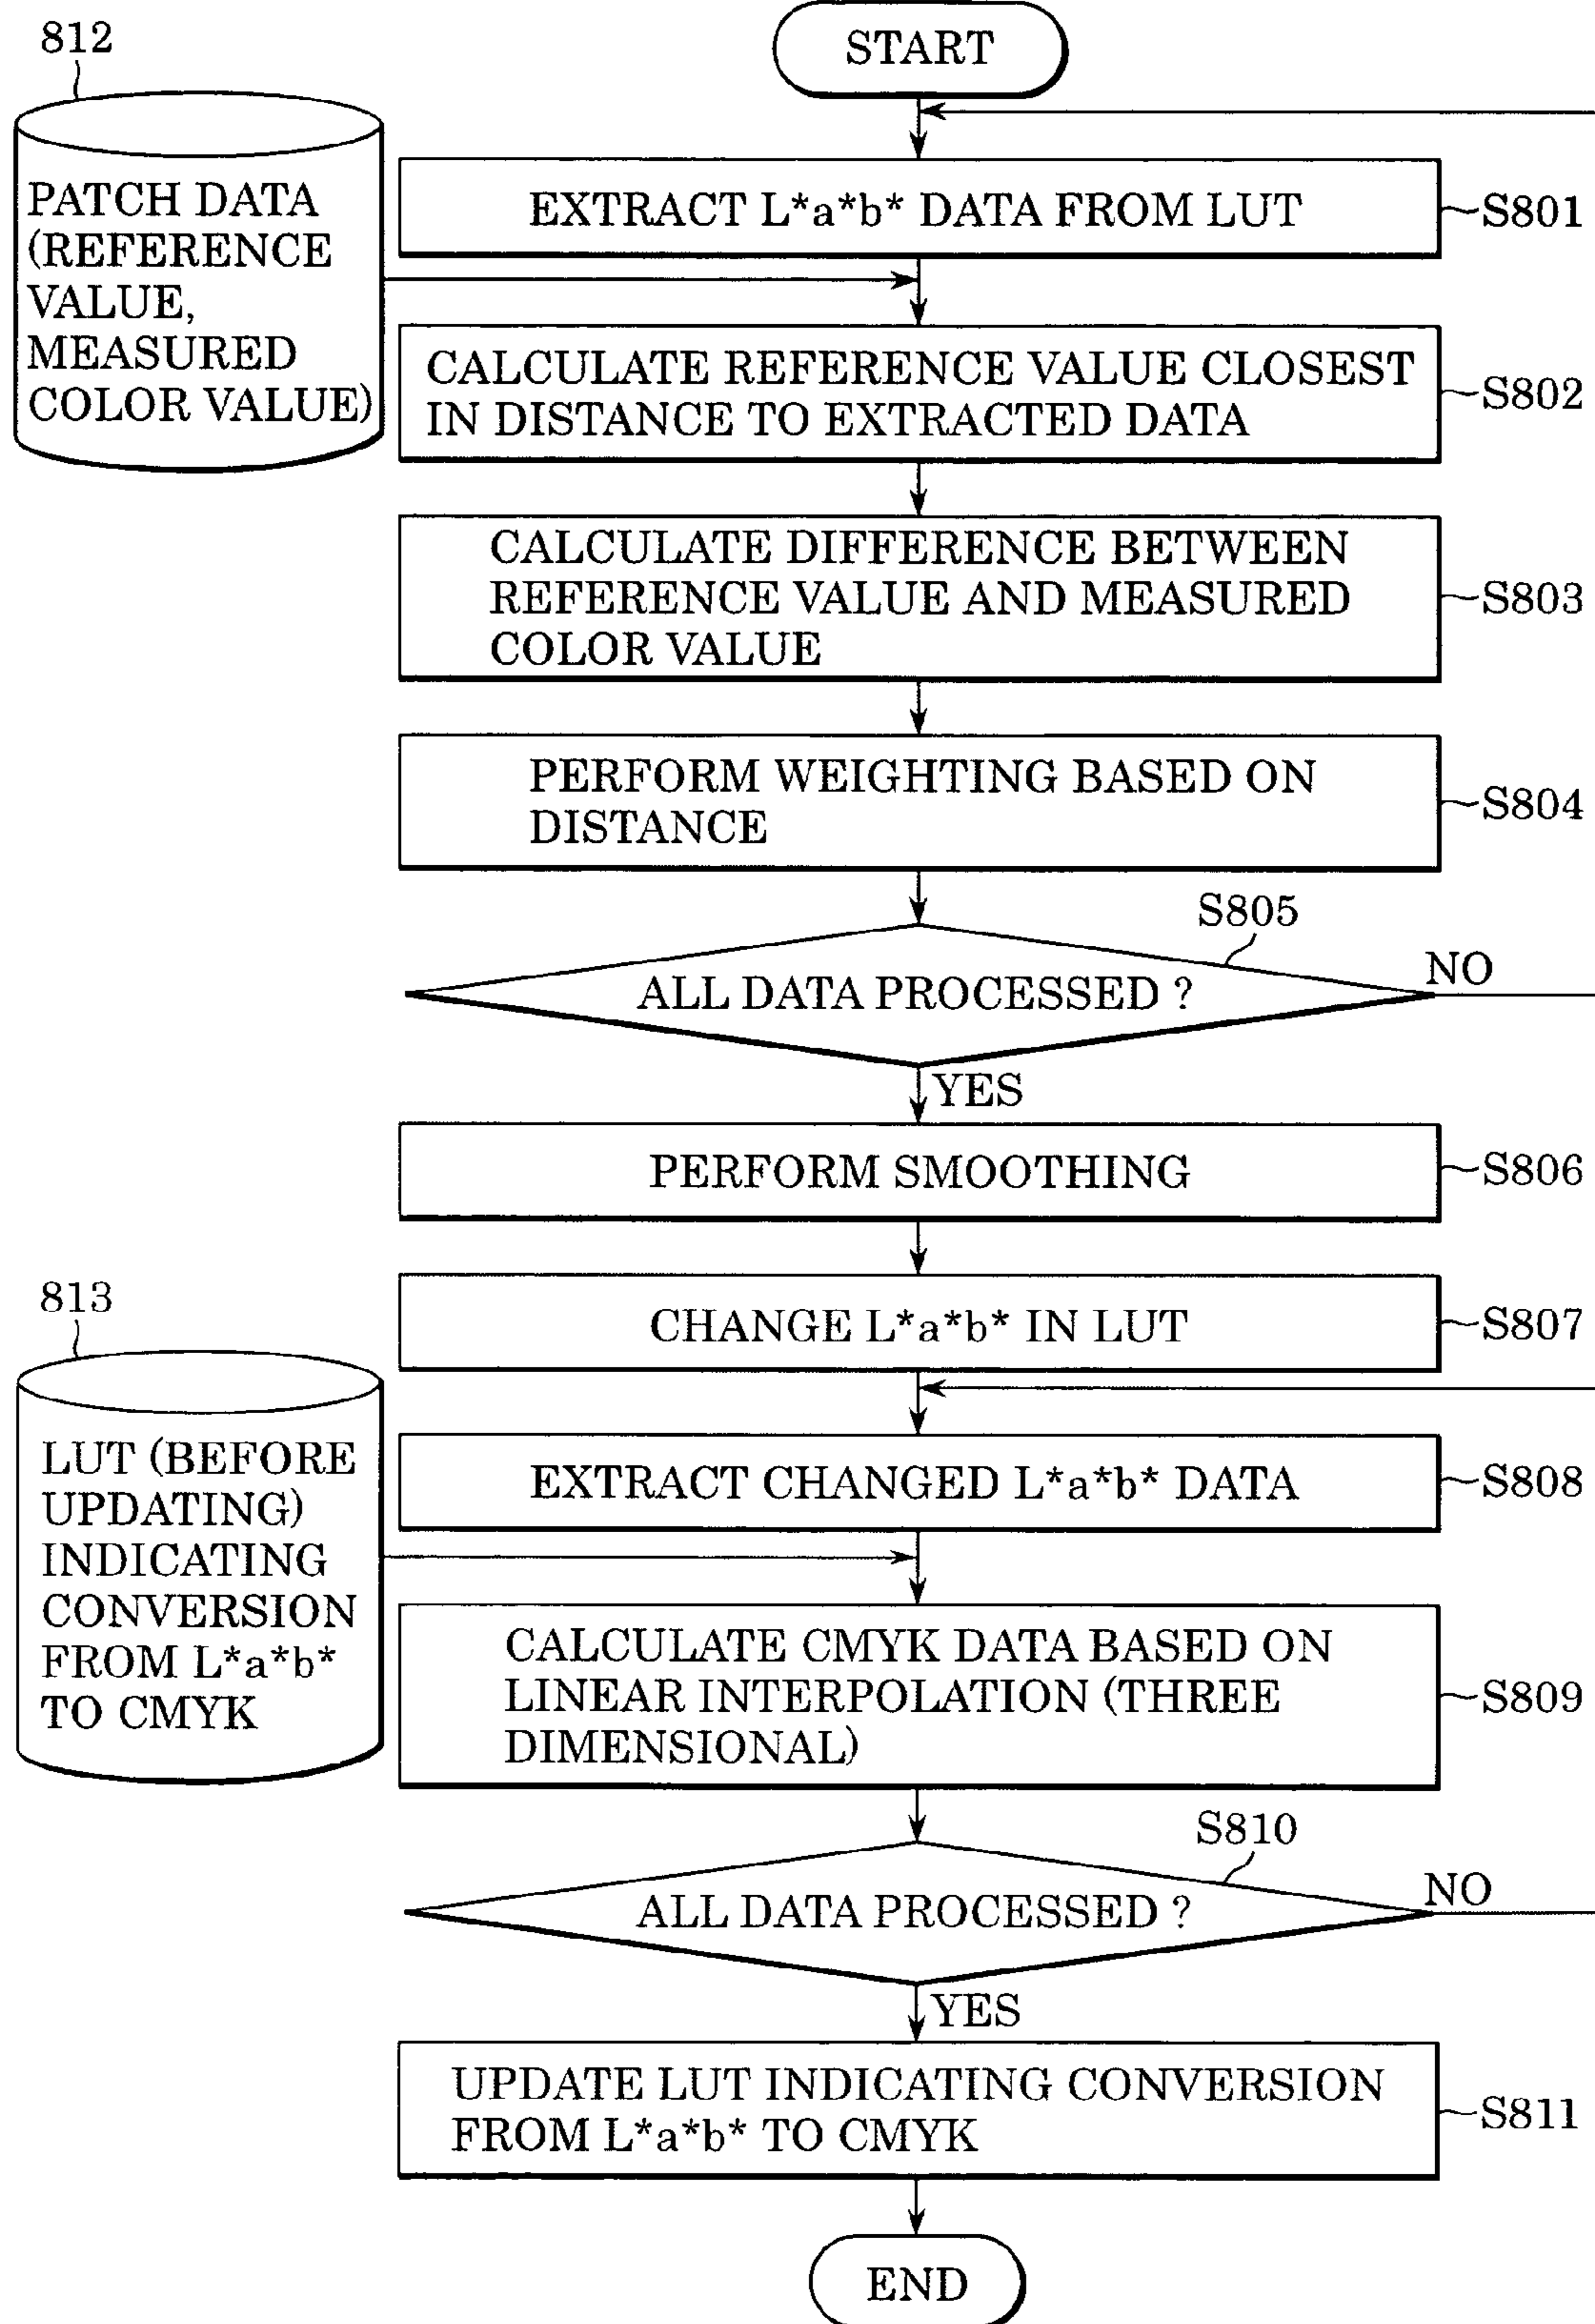 START
812
PATCH DATA
(REFERENCE
VALUE,
MEASURED
COLOR VALUE)
EXTRACT L*a*b* DATA FROM LUT
S801
CALCULATE REFERENCE VALUE CLOSEST
IN DISTANCE TO EXTRACTED DATA
S802
CALCULATE DIFFERENCE BETWEEN
REFERENCE VALUE AND MEASURED
COLOR VALUE
S803
PERFORM WEIGHTING BASED ON
DISTANCE
S804
S805
ALL DATA PROCESSED ?
NO
YES
PERFORM SMOOTHING
S806
CHANGE L*a*b* IN LUT
S807
813
LUT (BEFORE
UPDATING)
INDICATING
CONVERSION
FROM L*a*b*
TO CMYK
EXTRACT CHANGED L*a*b* DATA
S808
CALCULATE CMYK DATA BASED ON
LINEAR INTERPOLATION (THREE
DIMENSIONAL)
S809
S810
ALL DATA PROCESSED ?
NO
YES
UPDATE LUT INDICATING CONVERSION
FROM L*a*b* TO CMYK
S811
END